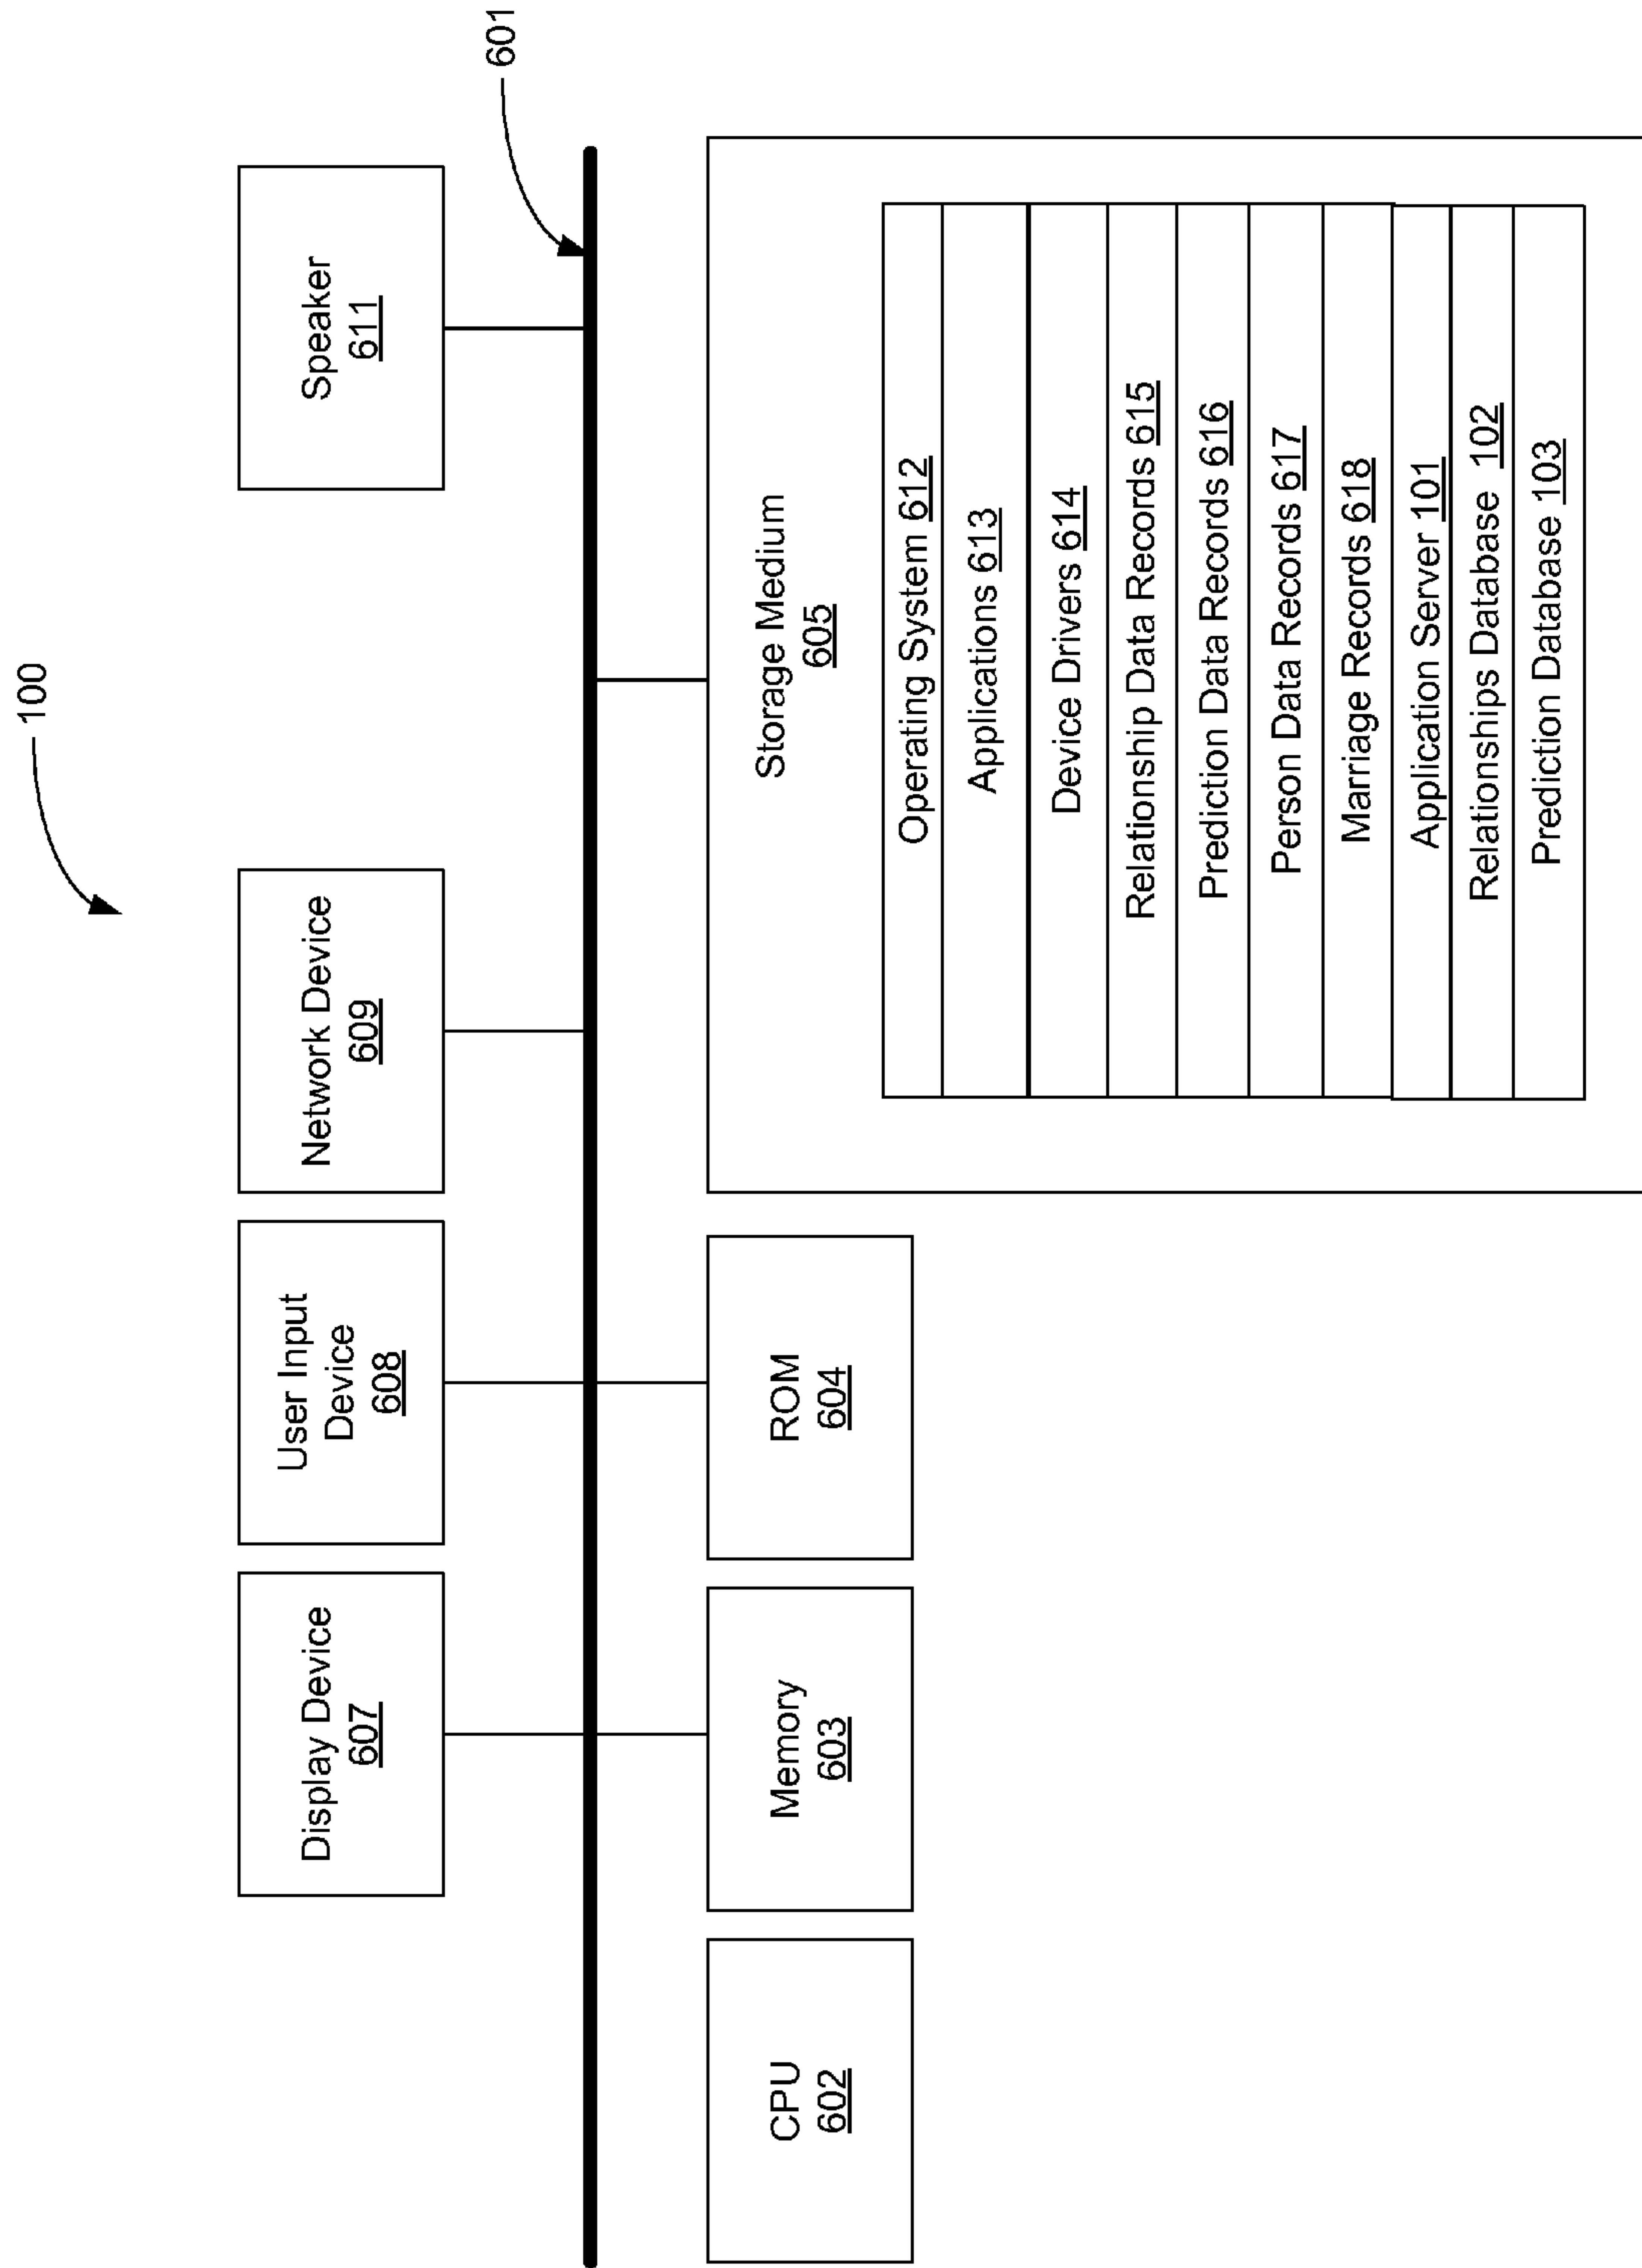 100
601
Display Device
607
User Input
Device
608
Network Device
609
Speaker
611
CPU
602
Memory
603
ROM
604
Storage Medium
605
Operating System 612
Applications 613
Device Drivers 614
Relationship Data Records 615
Prediction Data Records 616
Person Data Records 617
Marriage Records 618
Application Server 101
Relationships Database 102
Prediction Database 103